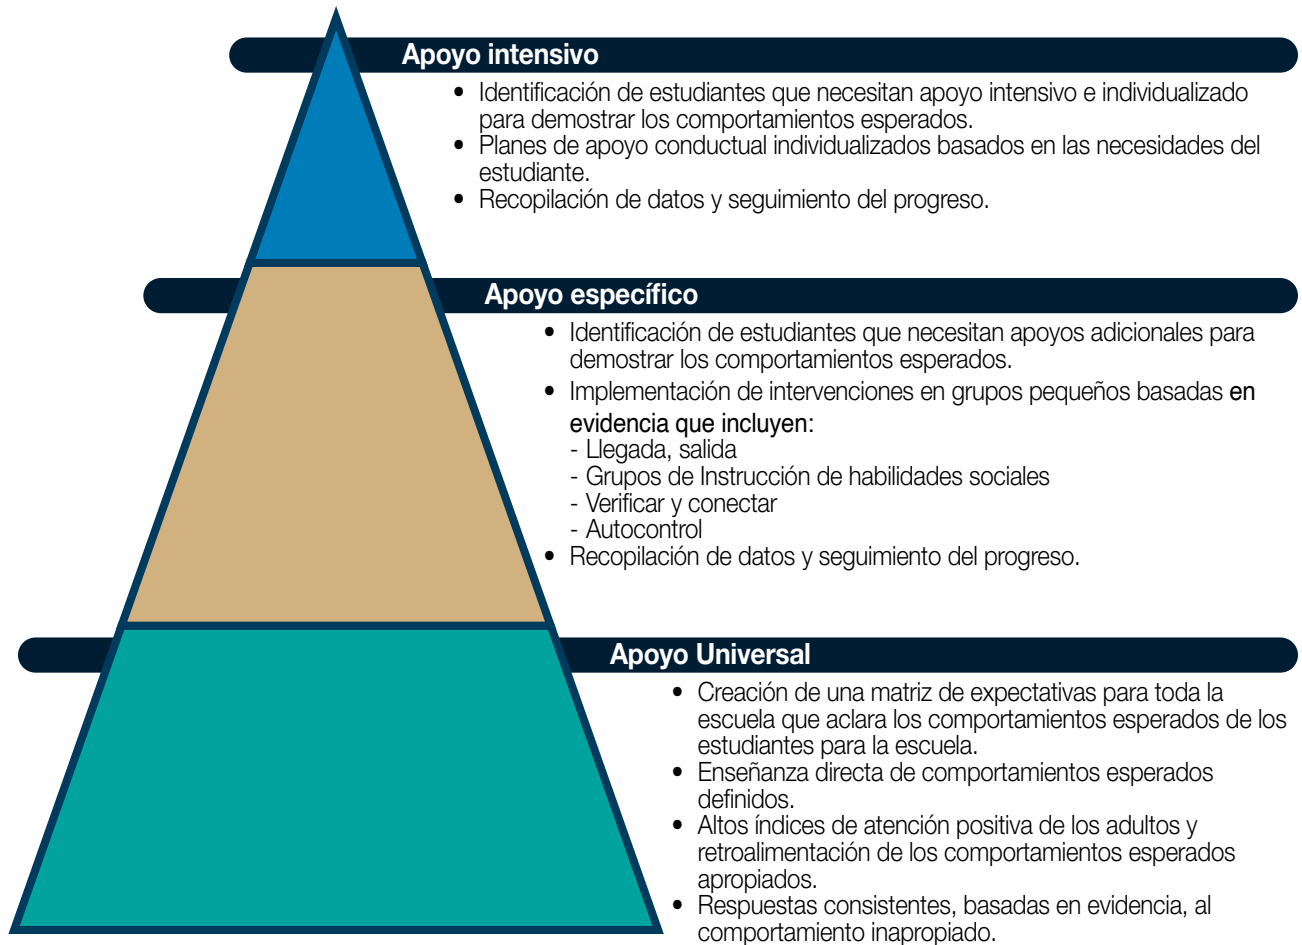 Apoyo intensivo
• Identificación de estudiantes que necesitan apoyo intensivo e individualizado
para demostrar los comportamientos esperados.
• Planes de apoyo conductual individualizados basados en las necesidades del
estudiante.
• Recopilación de datos y seguimiento del progreso.
Apoyo específico
• Identificación de estudiantes que necesitan apoyos adicionales para
demostrar los comportamientos esperados.
• Implementación de intervenciones en grupos pequeños basadas en
evidencia que incluyen:
- Llegada, salida
- Grupos de Instrucción de habilidades sociales
- Verificar y conectar
- Autocontrol
• Recopilación de datos y seguimiento del progreso.
Apoyo Universal
• Creación de una matriz de expectativas para toda la
escuela que aclara los comportamientos esperados de los
estudiantes para la escuela.
• Enseñanza directa de comportamientos esperados
definidos.
• Altos índices de atención positiva de los adultos y
retroalimentación de los comportamientos esperados
apropiados.
• Respuestas consistentes, basadas en evidencia, al
comportamiento inapropiado.